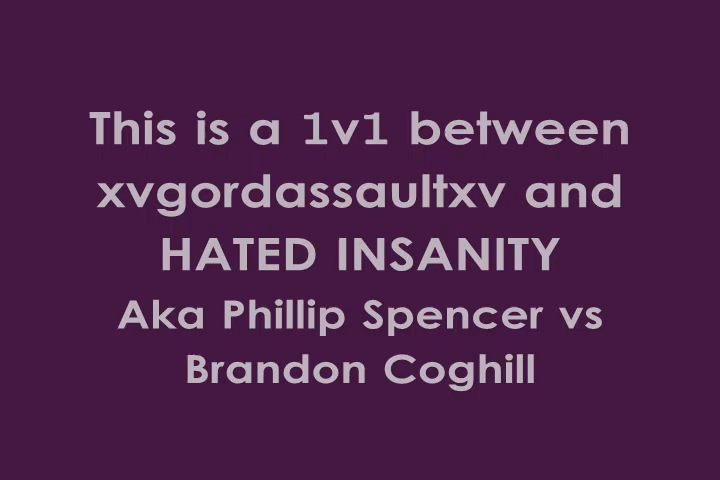 This is a 1v1 between
xvgordassaultxv and
HATED INSANITY
Aka Phillip Spencer vs
Brandon Coghill